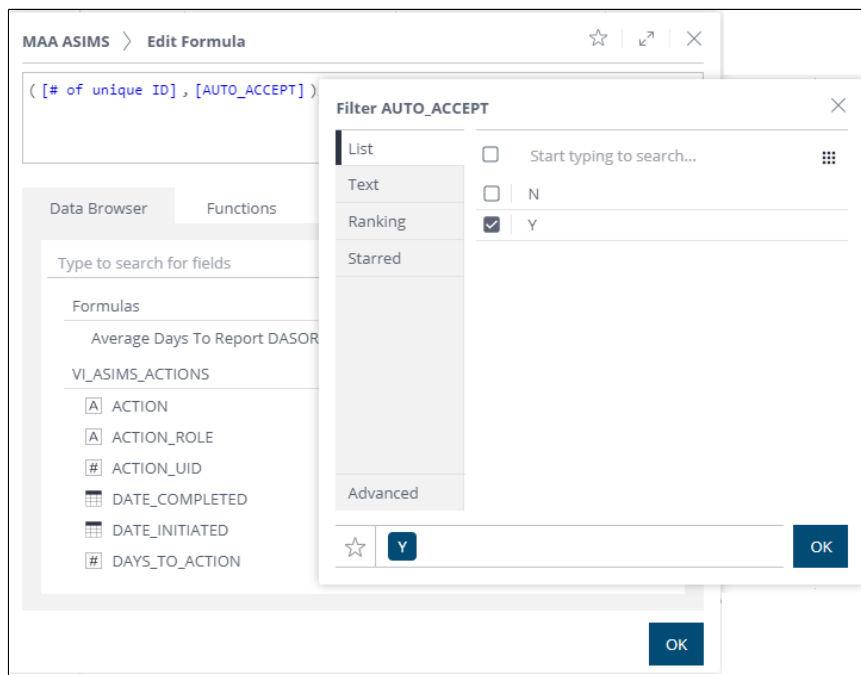 MAA ASIMS > Edit Formula
([# of unique ID],[AUTO_ACCEPT])
Data Browser Functions
Type to search for fields
Formulas
Average Days To Report DASOR
VI_ASIMS_ACTIONS
A ACTION
A ACTION_ROLE
# ACTION_UID
DATE_COMPLETED
DATE_INITIATED
# DAYS_TO_ACTION
OK
Filter AUTO_ACCEPT
List
Text
Ranking
Starred
Advanced
Start typing to search...
N
Y
Y
OK